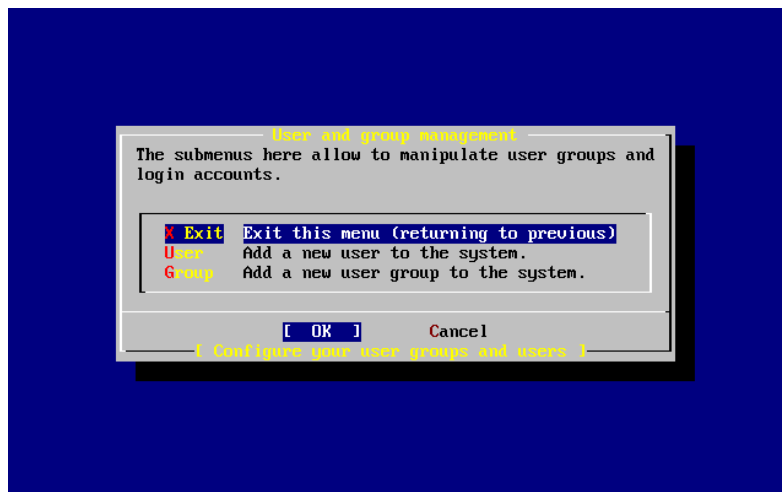 User and group management
The submenus here allow to manipulate user groups and
login accounts.
X Exit Exit this menu (returning to previous)
User Add a new user to the system.
Group Add a new user group to the system.
[ OK ] Cancel
[ Configure your user groups and users ]